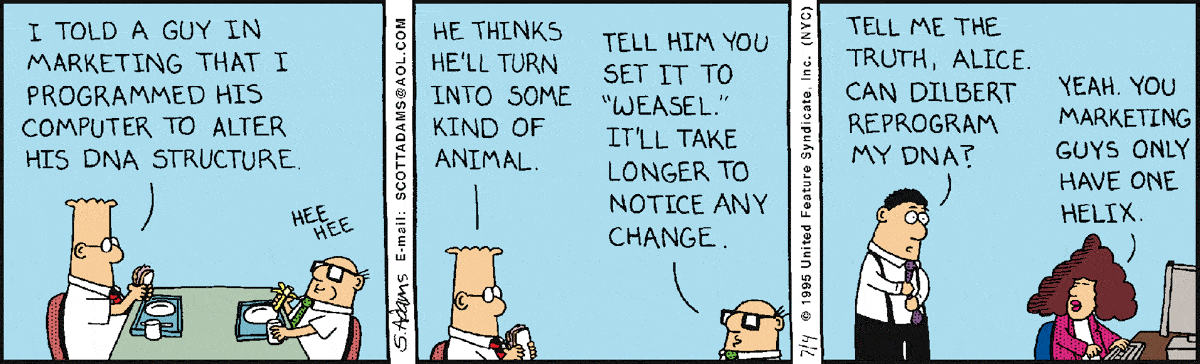 I TOLD A GUY IN
MARKETING THAT I
PROGRAMMED HIS
COMPUTER TO ALTER
HIS DNA STRUCTURE.
HEE
HEE
S. Adams E-mail: SCOTTADAMS@AOL.COM
HE THINKS
HE'LL TURN
INTO SOME
KIND OF
ANIMAL.
TELL HIM YOU
SET IT TO
"WEASEL."
IT'LL TAKE
LONGER TO
NOTICE ANY
CHANGE.
7/4 © 1995 United Feature Syndicate, Inc. (NYC)
TELL ME THE
TRUTH, ALICE.
CAN DILBERT
REPROGRAM
MY DNA?
YEAH. YOU
MARKETING
GUYS ONLY
HAVE ONE
HELIX.